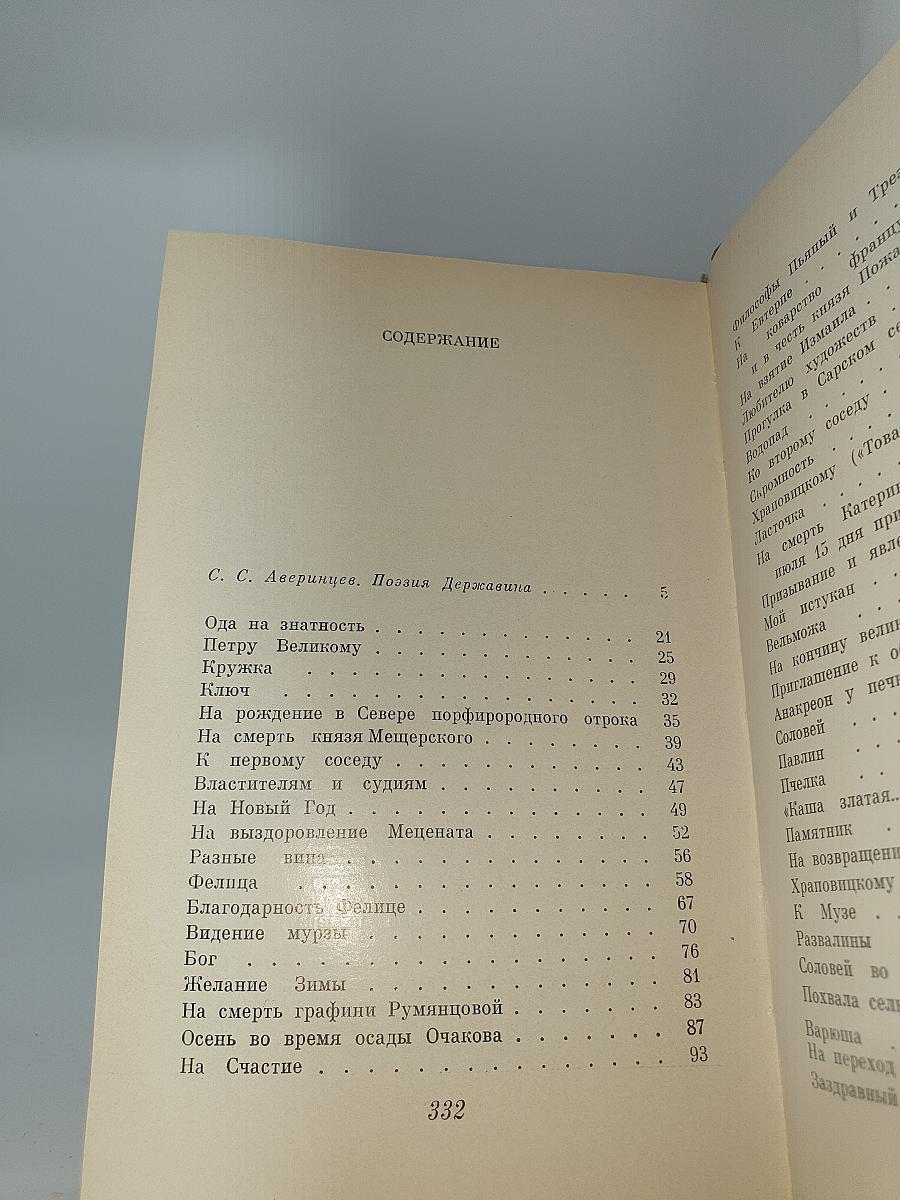 СОДЕРЖАНИЕ
С. С. Аверинцев. Поэзия Державина . . . . . 5
Ода на знатность . . . . . . . . . . . . . 21
Петру Великому . . . . . . . . . . . . . 25
Кружка . . . . . . . . . . . . . . . . 29
Ключ . . . . . . . . . . . . . . . . . 32
На рождение в Севере порфирородного отрока 35
На смерть князя Мещерского . . . . . . . . 39
К первому соседу . . . . . . . . . . . . 43
Властителям и судиям . . . . . . . . . . 47
На Новый Год . . . . . . . . . . . . . . 49
На выздоровление Мецената . . . . . . . . 52
Разные вина . . . . . . . . . . . . . . 56
Фелица . . . . . . . . . . . . . . . . 58
Благодарность Фелице . . . . . . . . . . . 67
Видение мурзы . . . . . . . . . . . . . 70
Бог . . . . . . . . . . . . . . . . . . 76
Желание Зимы . . . . . . . . . . . . . 81
На смерть графини Румянцовой . . . . . . . 83
Осень во время осады Очакова . . . . . . . 87
На Счастие . . . . . . . . . . . . . . . 93
332
Философы Пьяный и Трез
К Евтерпе . . . . . .
На коварство францу
и в честь князя Пожа
На взятие Измаила . .
Любителю художеств .
Прогулка в Сарском се
Водопад . . . . .
Ко второму соседу .
Скромность . . . .
Храповицкому («Това
Ласточка . . . . .
На смерть Катерин
июля 15 дня при
Призывание и явле
Мой истукан . .
Вельможа . . .
На кончину велик
Приглашение к об
Анакреон у печк
Соловей . . .
Павлин . . .
Пчелка . .
«Каша златая..
Памятник .
На возвращени
Храповицкому
К Музе . .
Развалины
Соловей во
Похвала сель
Варюша .
На переход
Заздравный